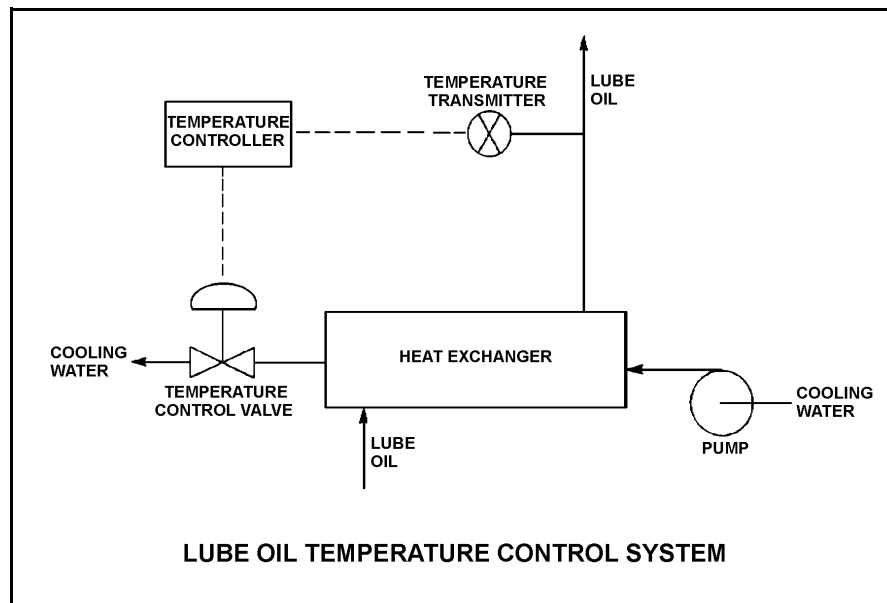 TEMPERATURE
TRANSMITTER
LUBE
OIL
TEMPERATURE
CONTROLLER
HEAT EXCHANGER
COOLING
WATER
TEMPERATURE
CONTROL VALVE
COOLING
WATER
PUMP
LUBE
OIL
LUBE OIL TEMPERATURE CONTROL SYSTEM